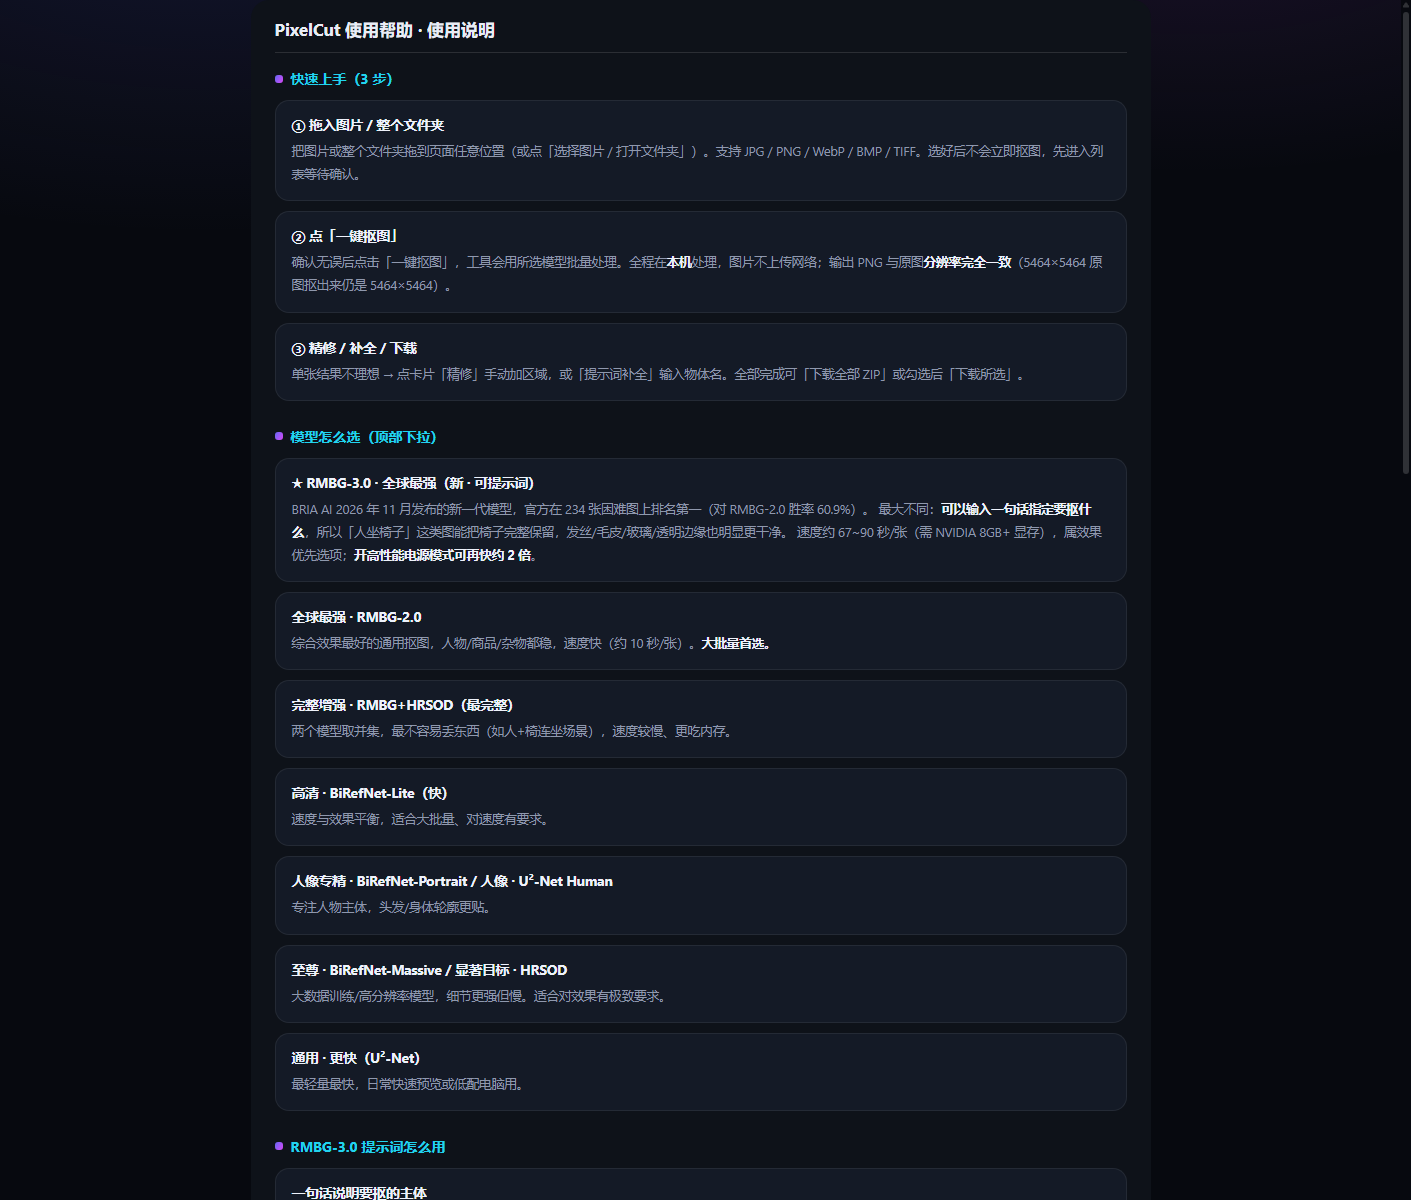 PixelCut 使用帮助 · 使用说明
快速上手（3 步）
① 拖入图片 / 整个文件夹
把图片或整个文件夹拖到页面任意位置（或点「选择图片 / 打开文件夹」）。支持 JPG / PNG / WebP / BMP / TIFF。选好后不会立即抠图，先进入列
表等待确认。
② 点「一键抠图」
确认无误后点击「一键抠图」，工具会用所选模型批量处理。全程在本机处理，图片不上传网络；输出 PNG 与原图分辨率完全一致（5464×5464 原
图抠出来仍是 5464×5464）。
③ 精修 / 补全 / 下载
单张结果不理想 → 点卡片「精修」手动加区域，或「提示词补全」输入物体名。全部完成可「下载全部 ZIP」或勾选后「下载所选」。
模型怎么选（顶部下拉）
★ RMBG-3.0 · 全球最强（新 · 可提示词）
BRIA AI 2026 年 11 月发布的新一代模型，官方在 234 张困难图上排名第一（对 RMBG-2.0 胜率 60.9%）。 最大不同：可以输入一句话指定要抠什
么，所以「人坐椅子」这类图能把椅子完整保留，发丝/毛皮/玻璃/透明边缘也明显更干净。 速度约 67~90 秒/张（需 NVIDIA 8GB+ 显存），属效果
优先选项；开高性能电源模式可再快约 2 倍。
全球最强 · RMBG-2.0
综合效果最好的通用抠图，人物/商品/杂物都稳，速度快（约 10 秒/张）。大批量首选。
完整增强 · RMBG+HRSOD（最完整）
两个模型取并集，最不容易丢东西（如人+椅连坐场景），速度较慢、更吃内存。
高清 · BiRefNet-Lite（快）
速度与效果平衡，适合大批量、对速度有要求。
人像专精 · BiRefNet-Portrait / 人像 · U²-Net Human
专注人物主体，头发/身体轮廓更贴。
至尊 · BiRefNet-Massive / 显著目标 · HRSOD
大数据训练/高分辨率模型，细节更强但慢。适合对效果有极致要求。
通用 · 更快（U²-Net）
最轻量最快，日常快速预览或低配电脑用。
RMBG-3.0 提示词怎么用
一句话说明要抠的主体